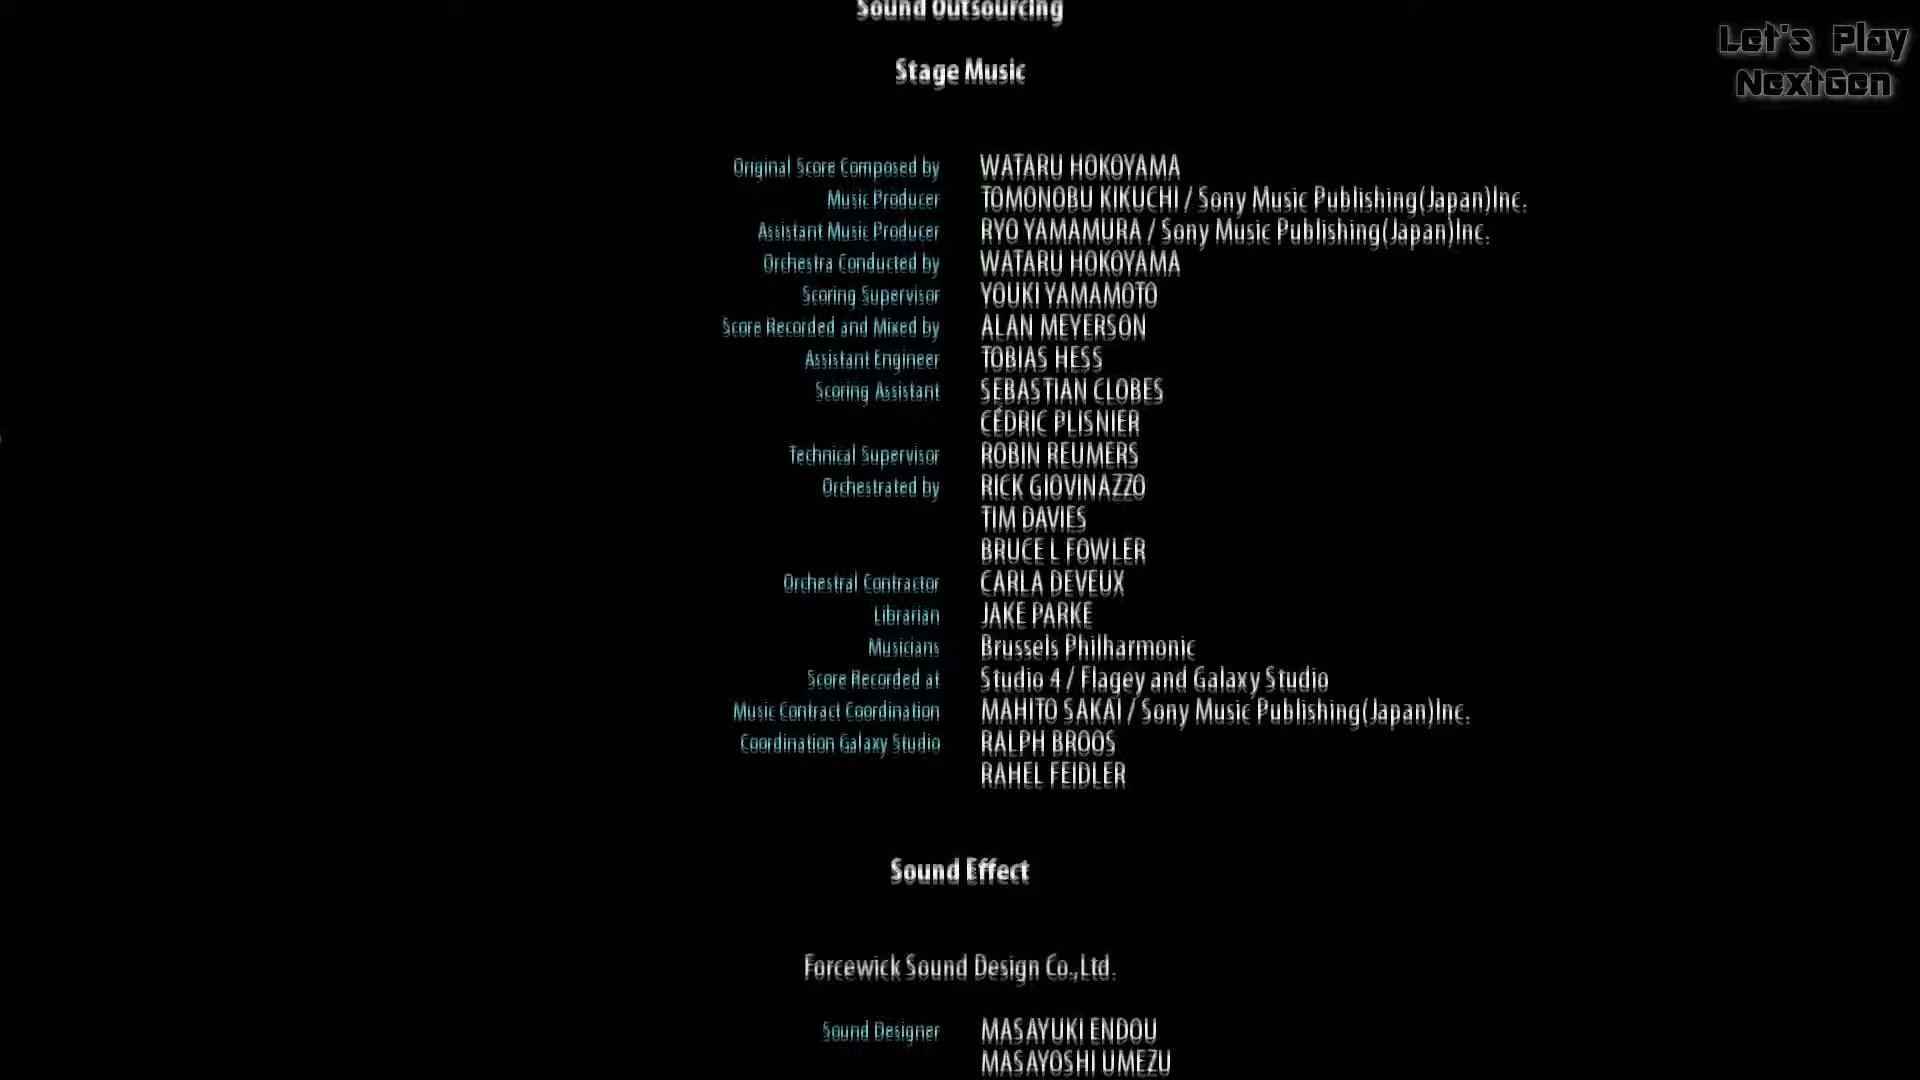 Sound Outsourcing
Let's Play
NextGen
Stage Music
Original Score Composed by WATARU HOKOYAMA
Music Producer TOMONOBU KIKUCHI / Sony Music Publishing(Japan)Inc.
Assistant Music Producer RYO YAMAMURA / Sony Music Publishing(Japan)Inc.
Orchestra Conducted by WATARU HOKOYAMA
Scoring Supervisor YOUKI YAMAMOTO
Score Recorded and Mixed by ALAN MEYERSON
Assistant Engineer TOBIAS HESS
Scoring Assistant SEBASTIAN CLOBES
CÉDRIC PLISNIER
Technical Supervisor ROBIN REUMERS
Orchestrated by RICK GIOVINAZZO
TIM DAVIES
BRUCE L FOWLER
Orchestral Contractor CARLA DEVEUX
Librarian JAKE PARKE
Musicians Brussels Philharmonic
Score Recorded at Studio 4 / Flagey and Galaxy Studio
Music Contract Coordination MAHITO SAKAI / Sony Music Publishing(Japan)Inc.
Coordination Galaxy Studio RALPH BROOS
RAHEL FEIDLER
Sound Effect
Forcewick Sound Design Co.,Ltd.
Sound Designer MASAYUKI ENDOU
MASAYOSHI UMEZU